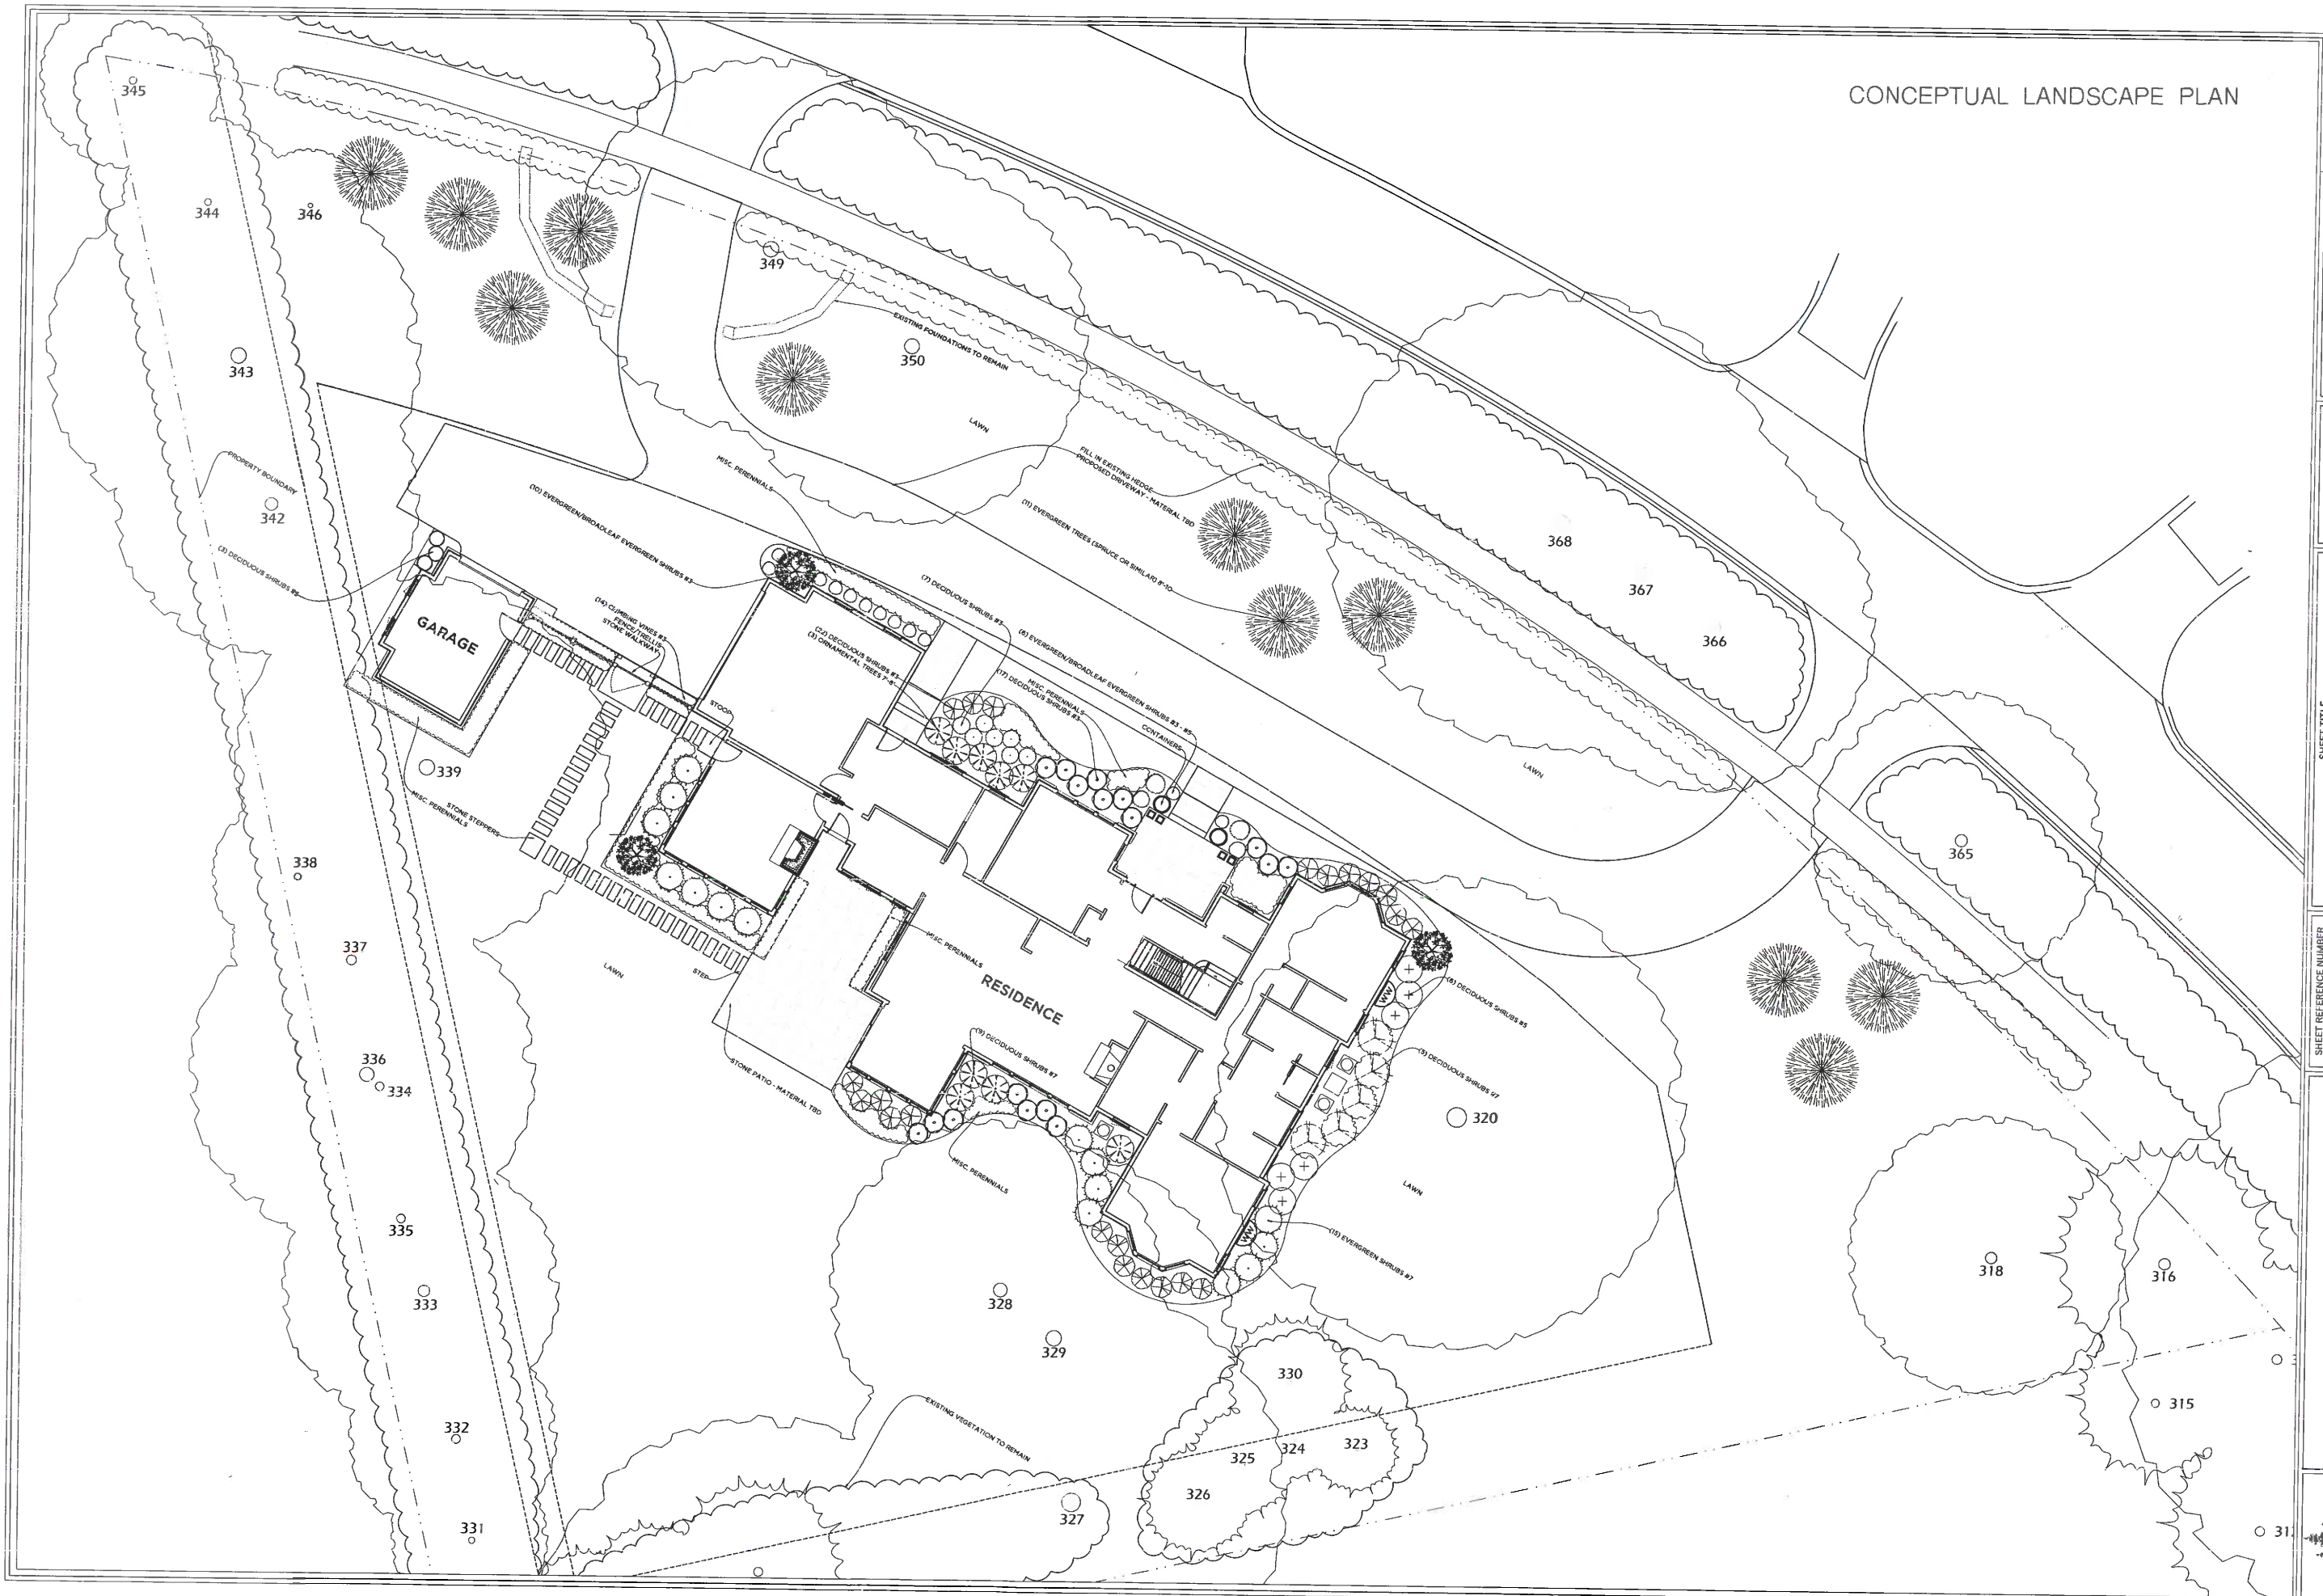 CONCEPTUAL LANDSCAPE PLAN
345
344
346
349
343
350
EXISTING FOUNDATIONS TO REMAIN
LAWN
PROPERTY BOUNDARY
342
MISC. PERENNIALS
FILL IN EXISTING HEDGE
PROPOSED DRIVEWAY - MATERIAL TBD
(11) EVERGREEN TREES (SPRUCE OR SIMILAR) 8'-10'
(10) EVERGREEN/BROADLEAF EVERGREEN SHRUBS #3
368
367
366
(3) DECIDUOUS SHRUBS #5
GARAGE
(14) CLIMBING VINES #3
FENCE/TRELLIS
STONE WALKWAY
(7) DECIDUOUS SHRUBS #3
(22) DECIDUOUS SHRUBS #3
(3) ORNAMENTAL TREES 7'-8'
(6) EVERGREEN/BROADLEAF EVERGREEN SHRUBS #3 - #5
MISC. PERENNIALS
(17) DECIDUOUS SHRUBS #3
CONTAINERS
STOOP
339
STONE STEPPERS
MISC. PERENNIALS
LAWN
365
338
337
LAWN
STEP
MISC. PERENNIALS
RESIDENCE
WW
(8) DECIDUOUS SHRUBS #5
(9) DECIDUOUS SHRUBS #7
(9) DECIDUOUS SHRUBS #7
STONE PATIO - MATERIAL TBD
336
334
320
MISC. PERENNIALS
LAWN
335
WW
(15) EVERGREEN SHRUBS #7
333
328
329
318
316
330
332
EXISTING VEGETATION TO REMAIN
325
324
323
315
326
331
327
SHEET TITLE
SHEET REFERENCE NUMBER